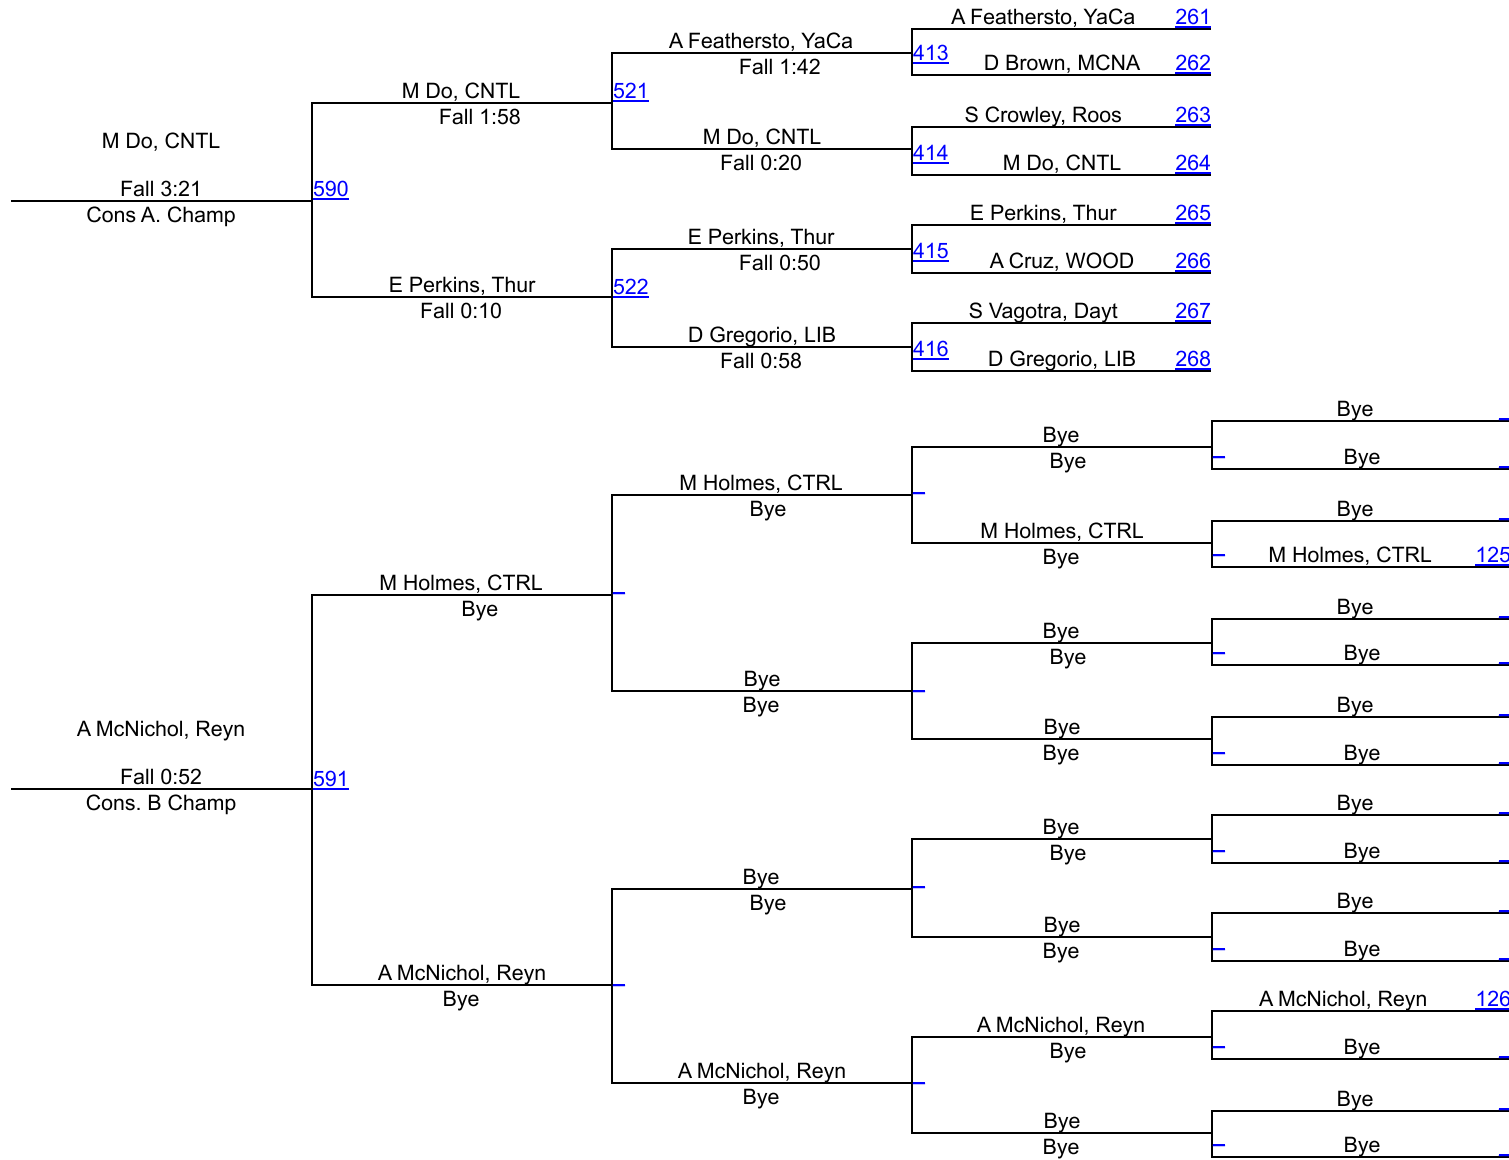 A Feathersto, YaCa 261
A Feathersto, YaCa
413
Fall 1:42
D Brown, MCNA 262
M Do, CNTL
521
Fall 1:58
S Crowley, Roos 263
M Do, CNTL
M Do, CNTL
414
Fall 0:20
M Do, CNTL 264
Fall 3:21
590
Cons A. Champ
E Perkins, Thur 265
E Perkins, Thur
415
Fall 0:50
A Cruz, WOOD 266
E Perkins, Thur
522
Fall 0:10
S Vagotra, Dayt 267
D Gregorio, LIB
416
Fall 0:58
D Gregorio, LIB 268
Bye
Bye
Bye
Bye
M Holmes, CTRL
Bye
Bye
M Holmes, CTRL
Bye
M Holmes, CTRL 125
M Holmes, CTRL
Bye
Bye
Bye
Bye
Bye
Bye
Bye
Bye
Bye
Bye
Bye
A McNichol, Reyn
Fall 0:52
591
Cons. B Champ
Bye
Bye
Bye
Bye
Bye
Bye
Bye
Bye
Bye
Bye
A McNichol, Reyn
Bye
A McNichol, Reyn 126
A McNichol, Reyn
Bye
Bye
A McNichol, Reyn
Bye
Bye
Bye
Bye
Bye